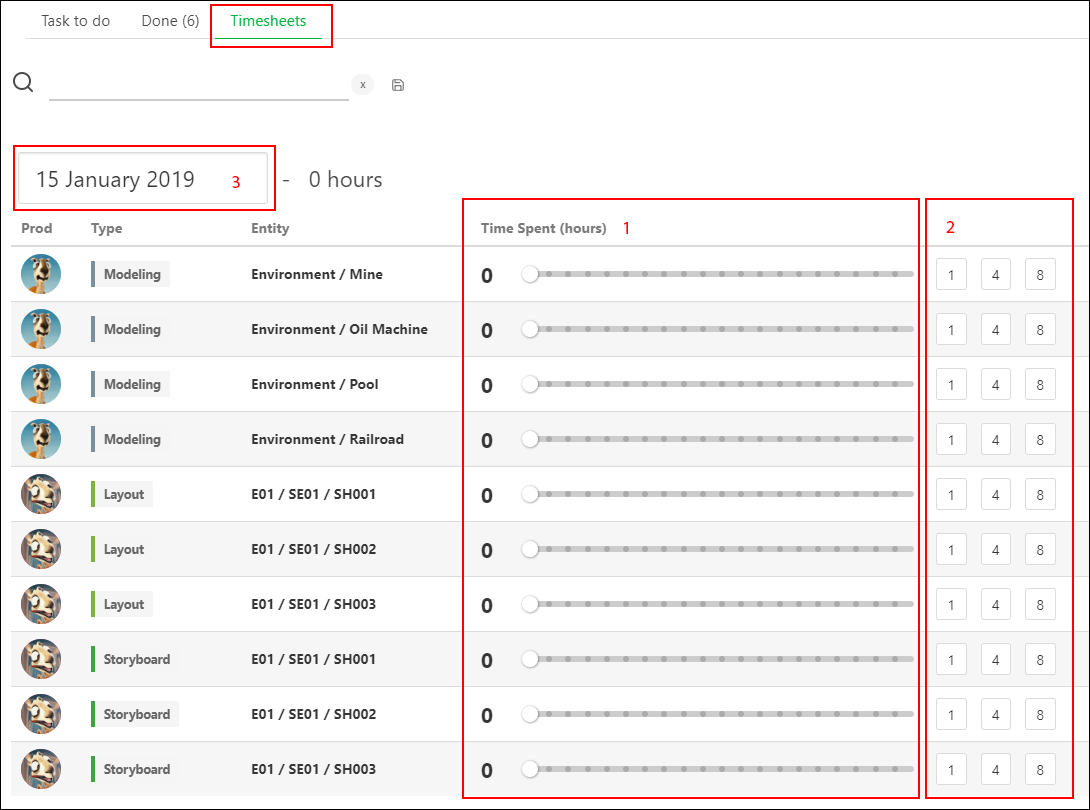 Task to do Done (6) Timesheets
x
15 January 2019 3 - 0 hours
Prod Type Entity Time Spent (hours) 1 2
Modeling Environment / Mine 0 1 4 8
Modeling Environment / Oil Machine 0 1 4 8
Modeling Environment / Pool 0 1 4 8
Modeling Environment / Railroad 0 1 4 8
Layout E01 / SE01 / SH001 0 1 4 8
Layout E01 / SE01 / SH002 0 1 4 8
Layout E01 / SE01 / SH003 0 1 4 8
Storyboard E01 / SE01 / SH001 0 1 4 8
Storyboard E01 / SE01 / SH002 0 1 4 8
Storyboard E01 / SE01 / SH003 0 1 4 8